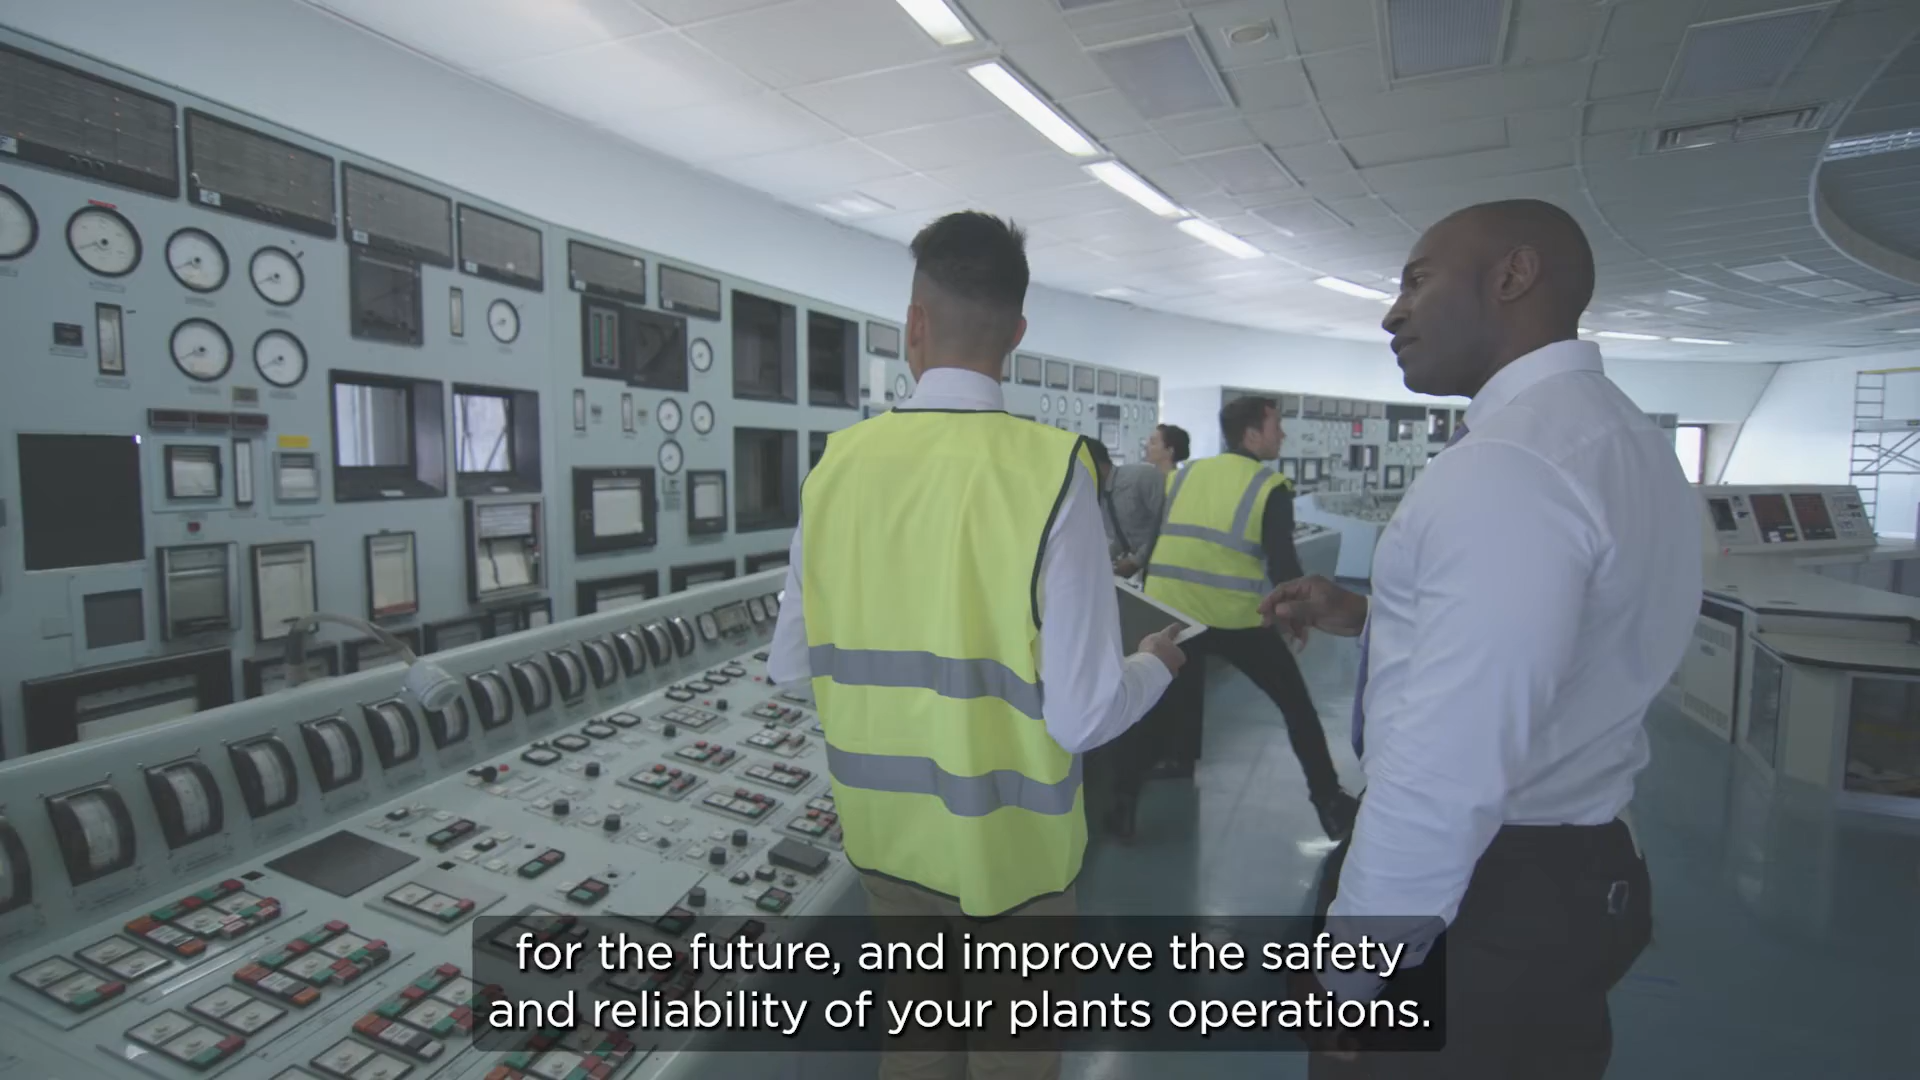 for the future, and improve the safety
and reliability of your plants operations.